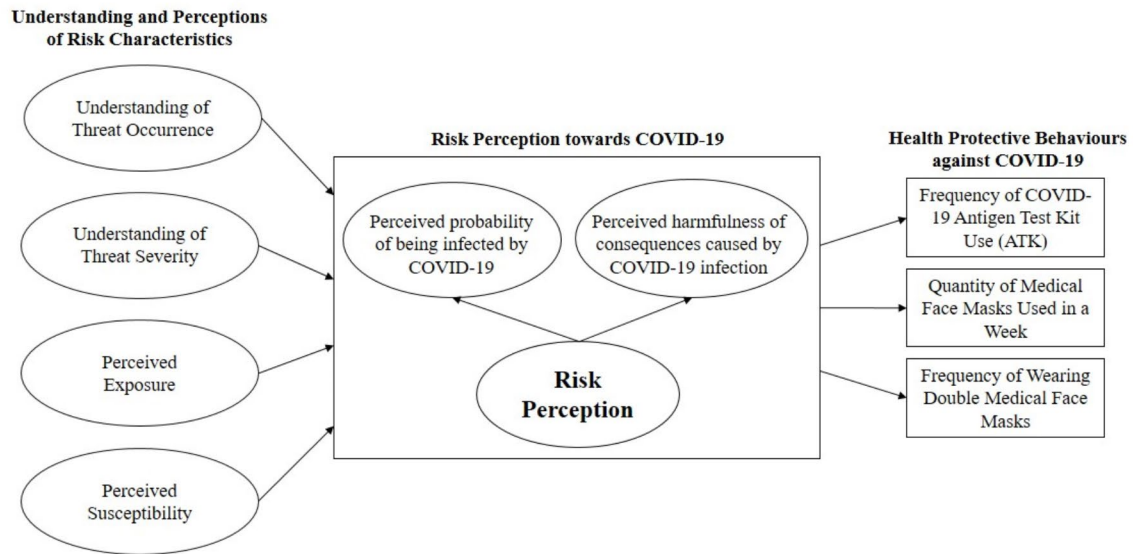 Understanding and Perceptions
of Risk Characteristics
Understanding of
Threat Occurrence
Understanding of
Threat Severity
Perceived
Exposure
Perceived
Susceptibility
Risk Perception towards COVID-19
Perceived probability
of being infected by
COVID-19
Perceived harmfulness of
consequences caused by
COVID-19 infection
Risk
Perception
Health Protective Behaviours
against COVID-19
Frequency of COVID-
19 Antigen Test Kit
Use (ATK)
Quantity of Medical
Face Masks Used in a
Week
Frequency of Wearing
Double Medical Face
Masks